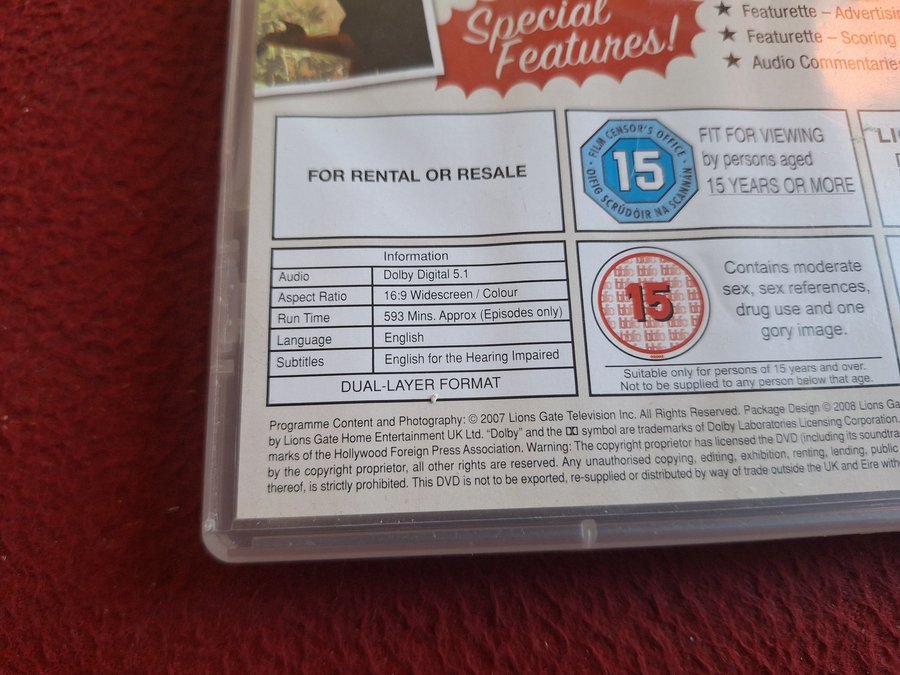 Special
Features!
★ Featurette – Advertisin
★ Featurette – Scoring
★ Audio Commentaries
FOR RENTAL OR RESALE
FILM CENSOR'S OFFICE
15
OIFIG SCRÚDÓIR NA SCANNÁN
FIT FOR VIEWING
by persons aged
15 YEARS OR MORE
Information
Audio Dolby Digital 5.1
Aspect Ratio 16:9 Widescreen / Colour
Run Time 593 Mins. Approx (Episodes only)
Language English
Subtitles English for the Hearing Impaired
DUAL-LAYER FORMAT
15
Contains moderate
sex, sex references,
drug use and one
gory image.
Suitable only for persons of 15 years and over.
Not to be supplied to any person below that age.
Programme Content and Photography: © 2007 Lions Gate Television Inc. All Rights Reserved. Package Design © 2008 Lions Ga
by Lions Gate Home Entertainment UK Ltd. “Dolby” and the symbol are trademarks of Dolby Laboratories Licensing Corporation.
marks of the Hollywood Foreign Press Association. Warning: The copyright proprietor has licensed the DVD (including its soundtra
by the copyright proprietor, all other rights are reserved. Any unauthorised copying, editing, exhibition, renting, lending, public
thereof, is strictly prohibited. This DVD is not to be exported, re-supplied or distributed by way of trade outside the UK and Eire with